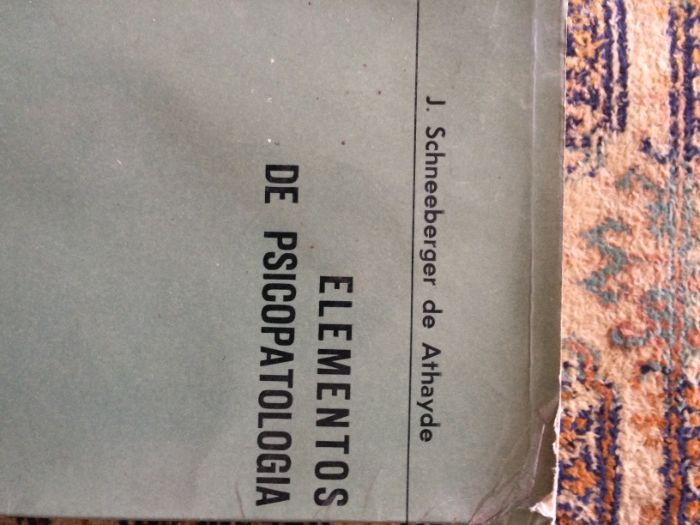 J. Schneeberger de Athayde
ELEMENTOS
DE PSICOPATOLOGIA